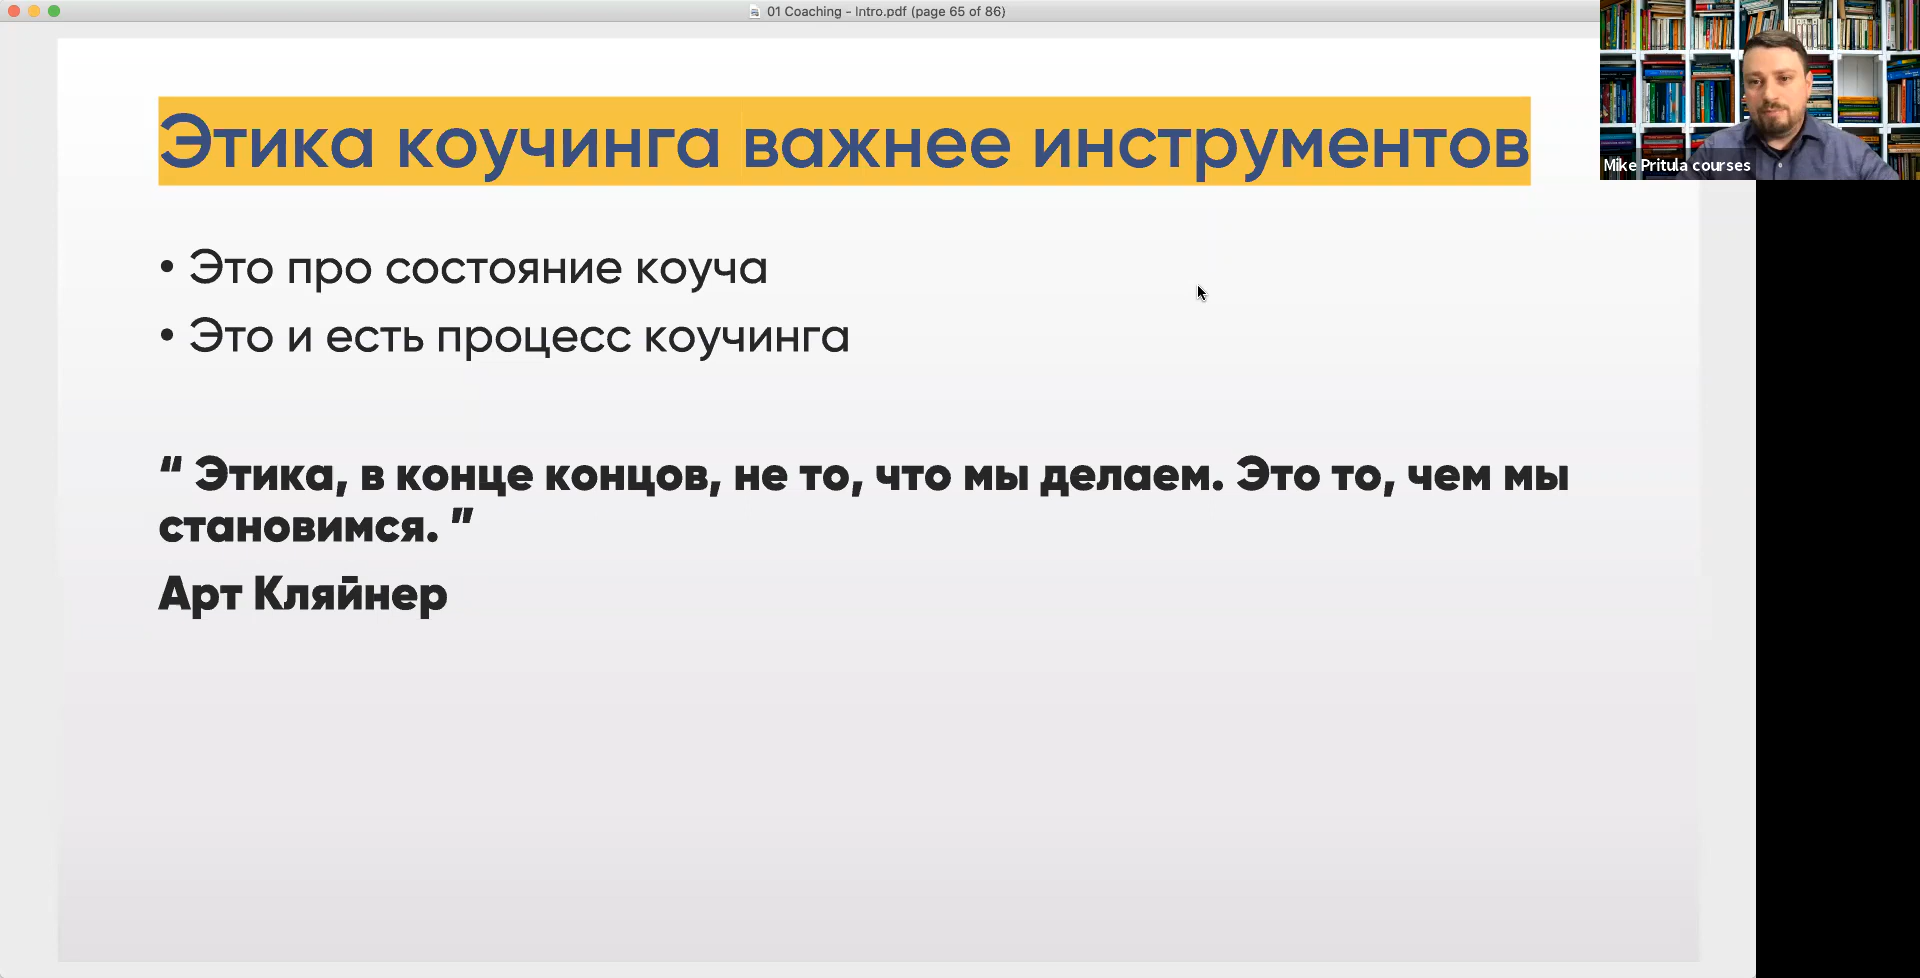 01 Coaching - Intro.pdf (page 65 of 86)
Этика коучинга важнее инструментов
• Это про состояние коуча
• Это и есть процесс коучинга
“ Этика, в конце концов, не то, что мы делаем. Это то, чем мы
становимся. ”
Арт Кляйнер
Mike Pritula courses